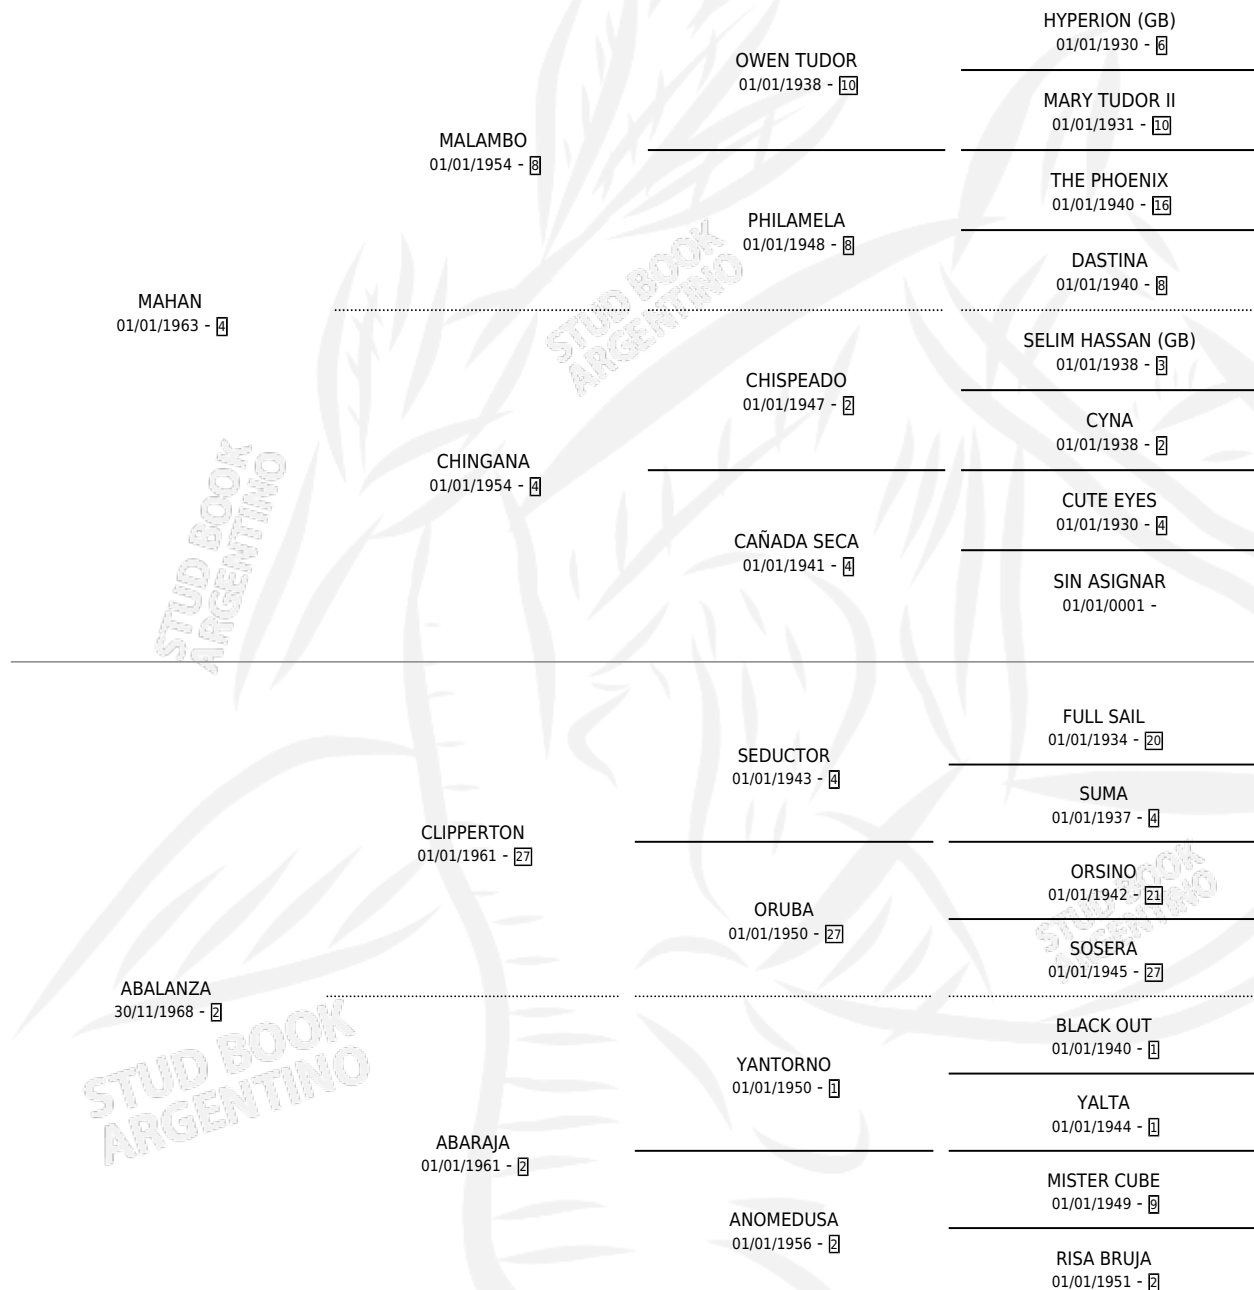 HYPERION (GB)
01/01/1930 - 6
OWEN TUDOR
01/01/1938 - 10
MARY TUDOR II
01/01/1931 - 10
MALAMBO
01/01/1954 - 8
THE PHOENIX
01/01/1940 - 16
PHILAMELA
01/01/1948 - 8
DASTINA
01/01/1940 - 8
MAHAN
01/01/1963 - 4
STUD BOOK
ARGENTINO
SELIM HASSAN (GB)
01/01/1938 - 3
CHISPEADO
01/01/1947 - 2
CYNA
01/01/1938 - 2
CHINGANA
01/01/1954 - 4
CUTE EYES
01/01/1930 - 4
CAÑADA SECA
01/01/1941 - 4
SIN ASIGNAR
01/01/0001 -
STUD BOOK
ARGENTINO
FULL SAIL
01/01/1934 - 20
SEDUCTOR
01/01/1943 - 4
SUMA
01/01/1937 - 4
CLIPPERTON
01/01/1961 - 27
ORSINO
01/01/1942 - 21
ORUBA
01/01/1950 - 27
SOSERA
01/01/1945 - 27
STUD BOOK
ARGENTINO
ABALANZA
30/11/1968 - 2
BLACK OUT
01/01/1940 - 1
YANTORNO
01/01/1950 - 1
YALTA
01/01/1944 - 1
STUD BOOK
ARGENTINO
ABARAJA
01/01/1961 - 2
MISTER CUBE
01/01/1949 - 9
ANOMEDUSA
01/01/1956 - 2
RISA BRUJA
01/01/1951 - 2